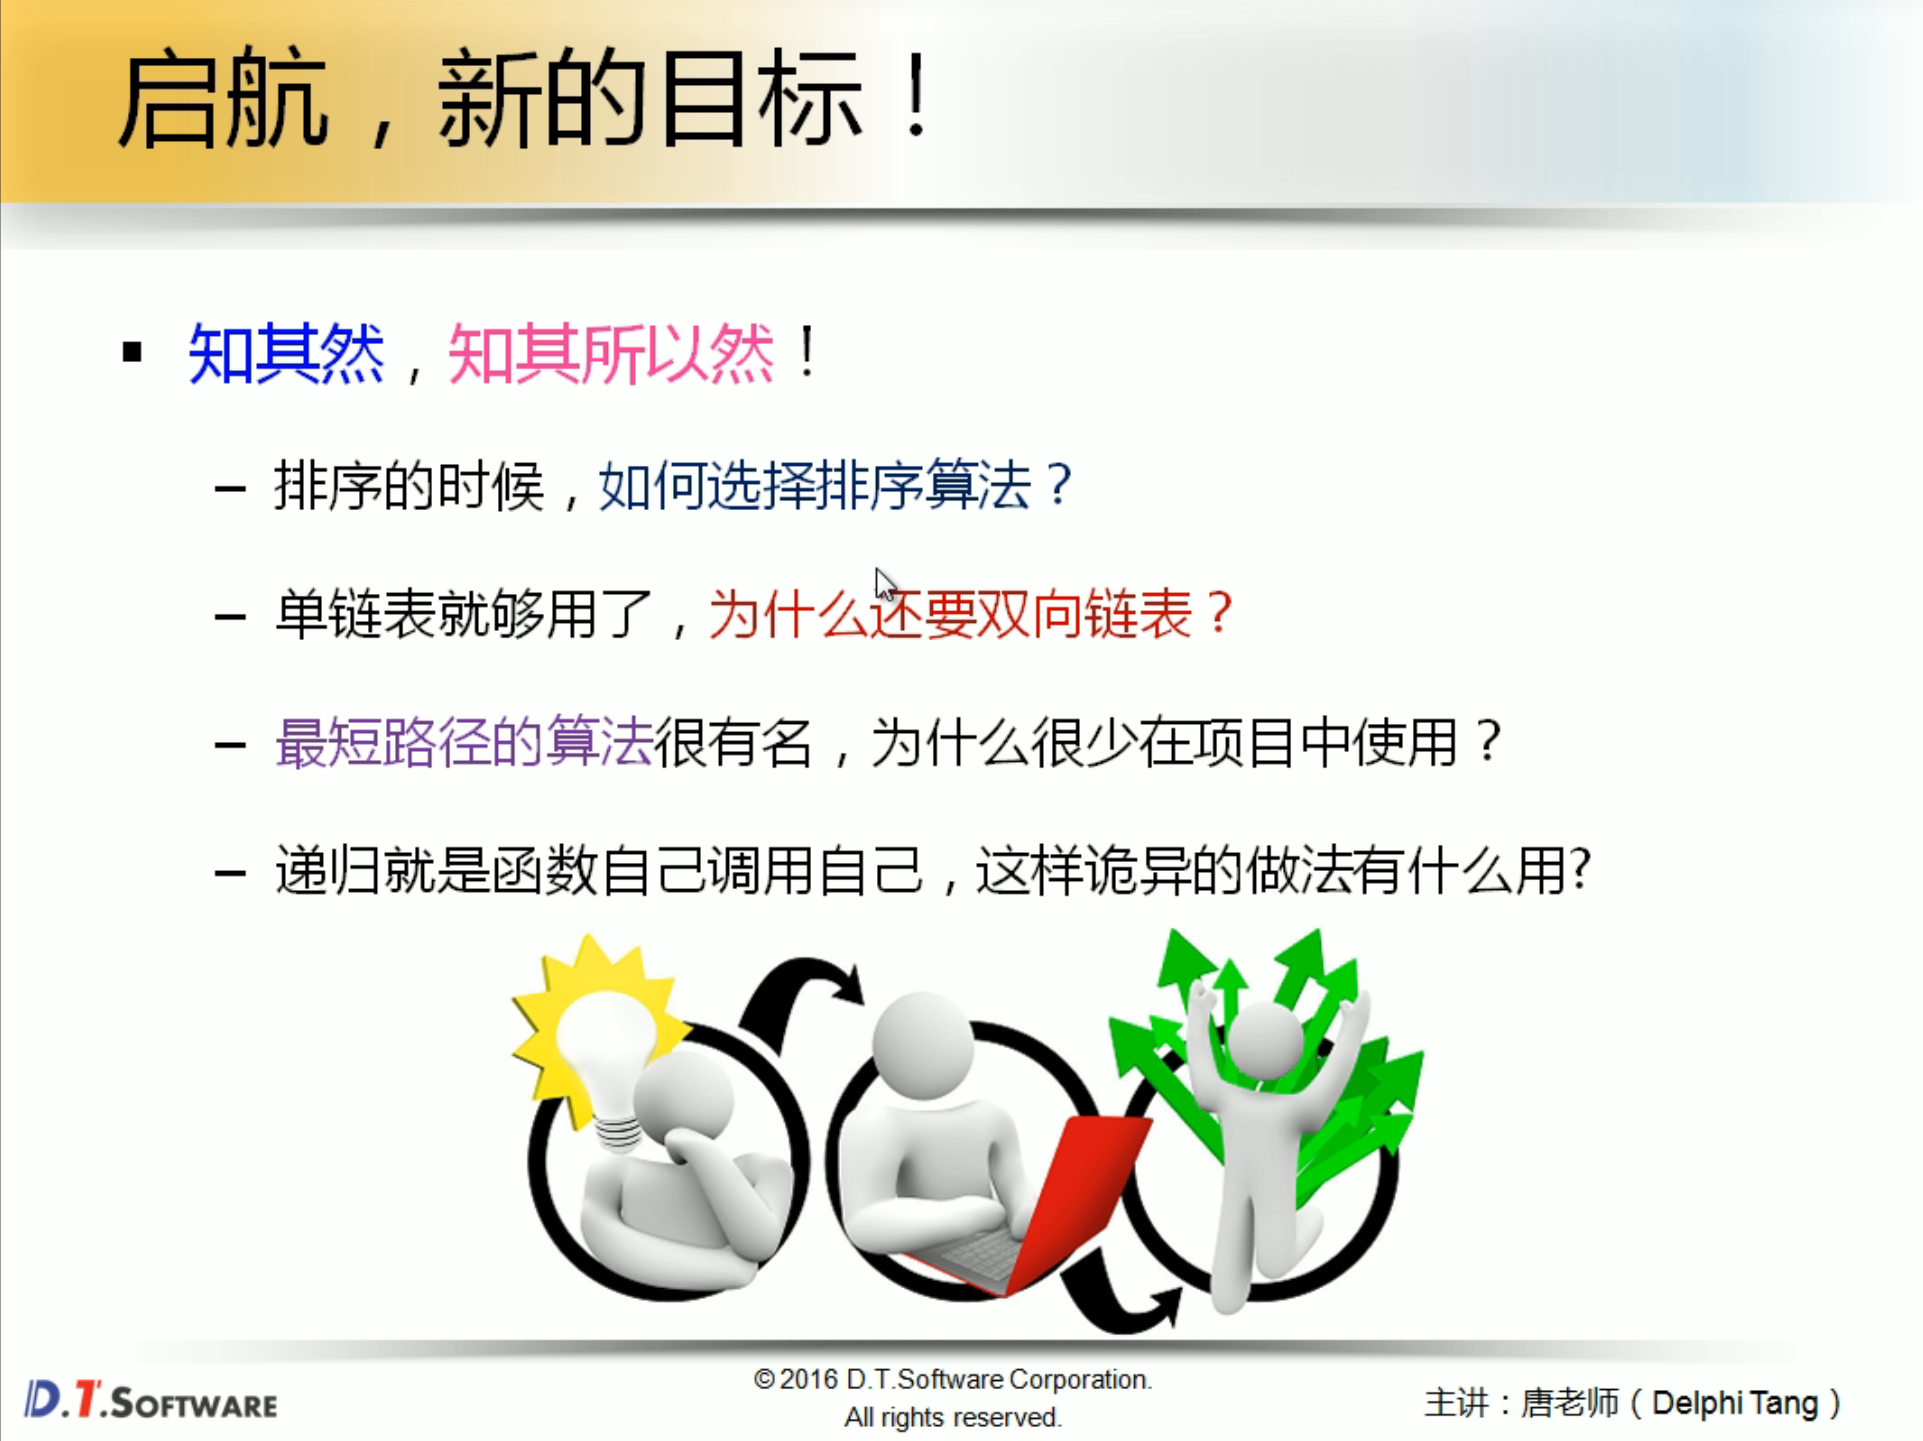 启航，新的目标！
▪ 知其然，知其所以然！
– 排序的时候，如何选择排序算法？
– 单链表就够用了，为什么还要双向链表？
– 最短路径的算法很有名，为什么很少在项目中使用？
– 递归就是函数自己调用自己，这样诡异的做法有什么用?
D.T.SOFTWARE
© 2016 D.T.Software Corporation.
All rights reserved.
主讲：唐老师（Delphi Tang）